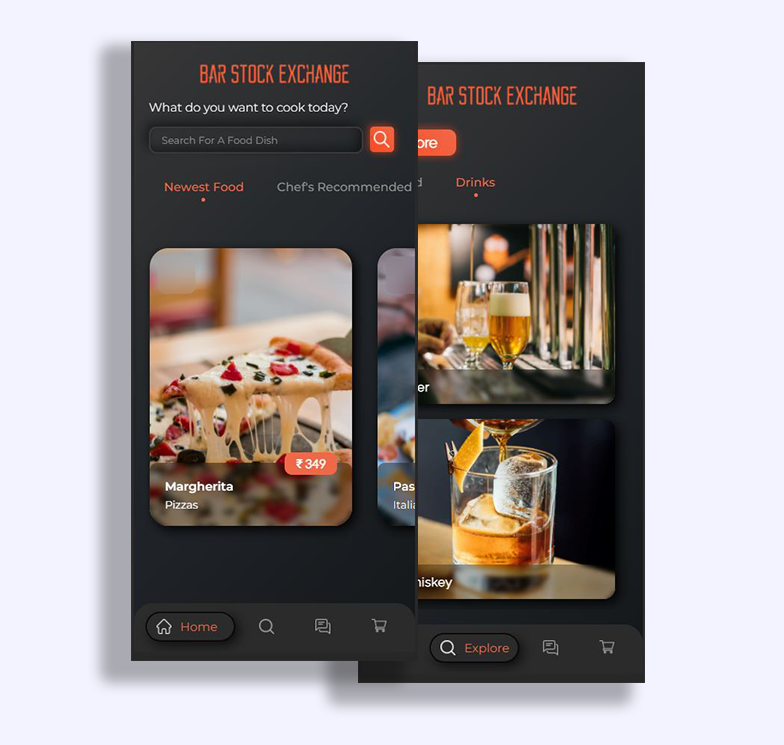 BAR STOCK EXCHANGE
What do you want to cook today?
Search For A Food Dish
Newest Food
Chef's Recommended
₹ 349
Margherita
Pizzas
Pas
Itali
Home
BAR STOCK EXCHANGE
ore
d
Drinks
er
hiskey
Explore